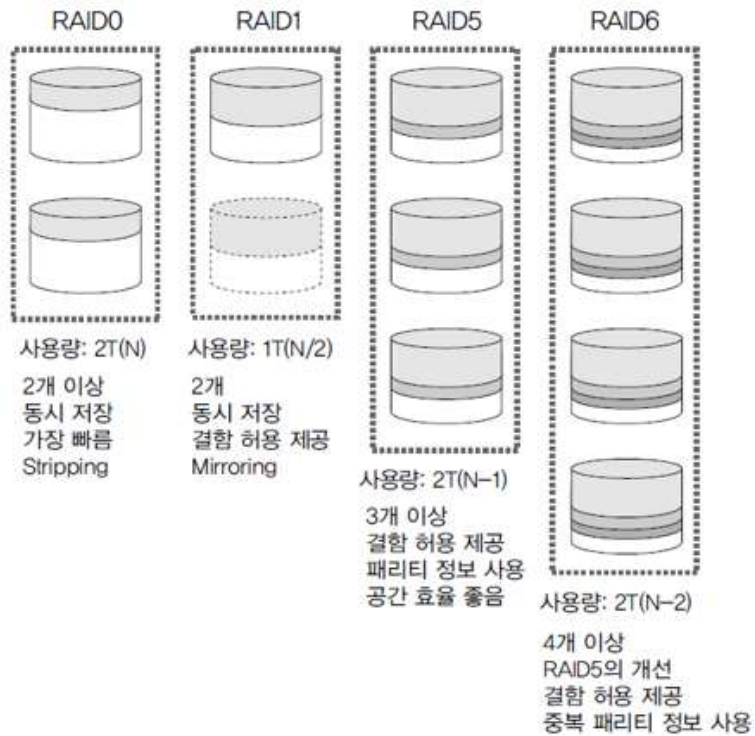 RAID0
RAID1
RAID5
RAID6
사용량: 2T(N)
2개 이상
동시 저장
가장 빠름
Stripping
사용량: 1T(N/2)
2개
동시 저장
결함 허용 제공
Mirroring
사용량: 2T(N-1)
3개 이상
결함 허용 제공
패리티 정보 사용
공간 효율 좋음
사용량: 2T(N-2)
4개 이상
RAID5의 개선
결함 허용 제공
중복 패리티 정보 사용